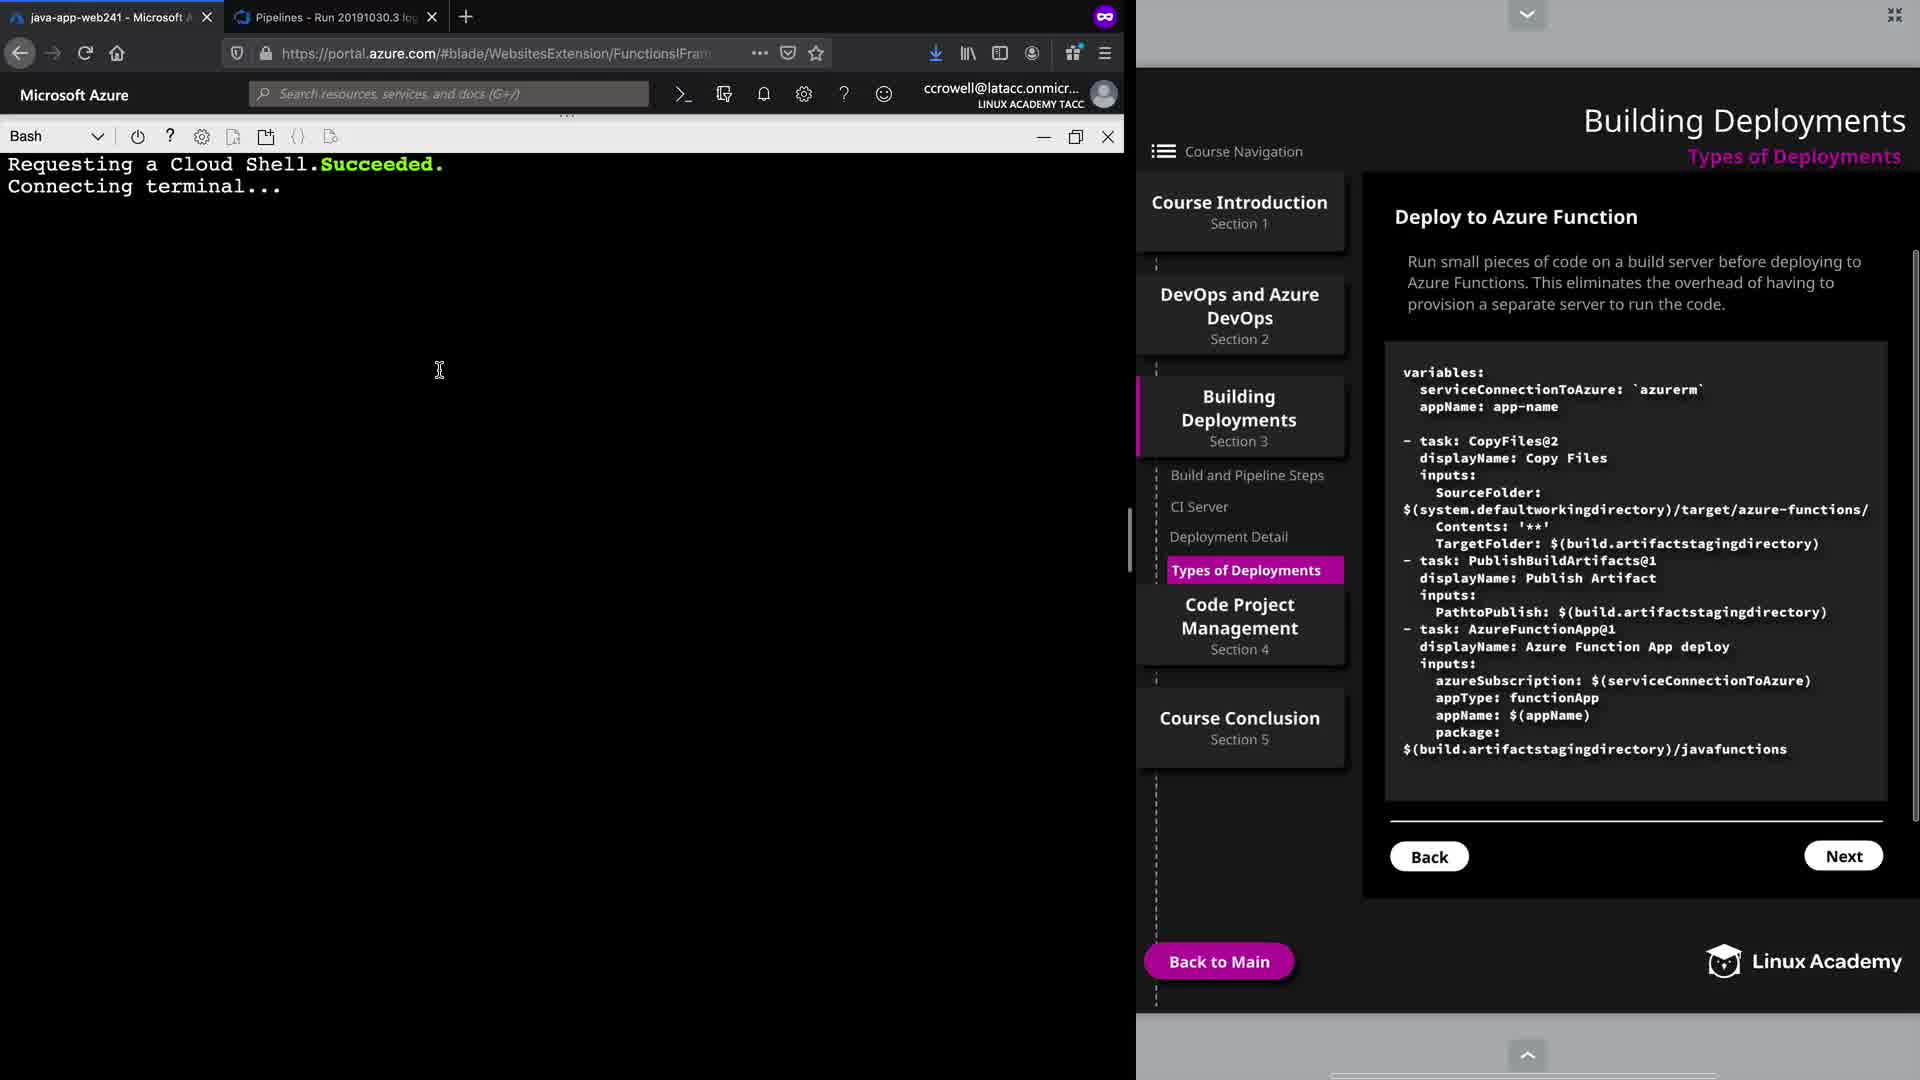 java-app-web241 - Microsoft A
Pipelines - Run 20191030.3 log
https://portal.azure.com/#blade/WebsitesExtension/FunctionsIFram
Microsoft Azure
Search resources, services, and docs (G+/)
ccrowell@latacc.onmicr...
LINUX ACADEMY TACC
Bash
Requesting a Cloud Shell.Succeeded.
Connecting terminal...
Building Deployments
Types of Deployments
Course Navigation
Course Introduction
Section 1
DevOps and Azure
DevOps
Section 2
Building
Deployments
Section 3
Build and Pipeline Steps
CI Server
Deployment Detail
Types of Deployments
Code Project
Management
Section 4
Course Conclusion
Section 5
Back to Main
Deploy to Azure Function
Run small pieces of code on a build server before deploying to
Azure Functions. This eliminates the overhead of having to
provision a separate server to run the code.
variables:
serviceConnectionToAzure: `azurerm`
appName: app-name
- task: CopyFiles@2
displayName: Copy Files
inputs:
SourceFolder:
$(system.defaultworkingdirectory)/target/azure-functions/
Contents: '**'
TargetFolder: $(build.artifactstagingdirectory)
- task: PublishBuildArtifacts@1
displayName: Publish Artifact
inputs:
PathtoPublish: $(build.artifactstagingdirectory)
- task: AzureFunctionApp@1
displayName: Azure Function App deploy
inputs:
azureSubscription: $(serviceConnectionToAzure)
appType: functionApp
appName: $(appName)
package:
$(build.artifactstagingdirectory)/javafunctions
Back
Next
Linux Academy